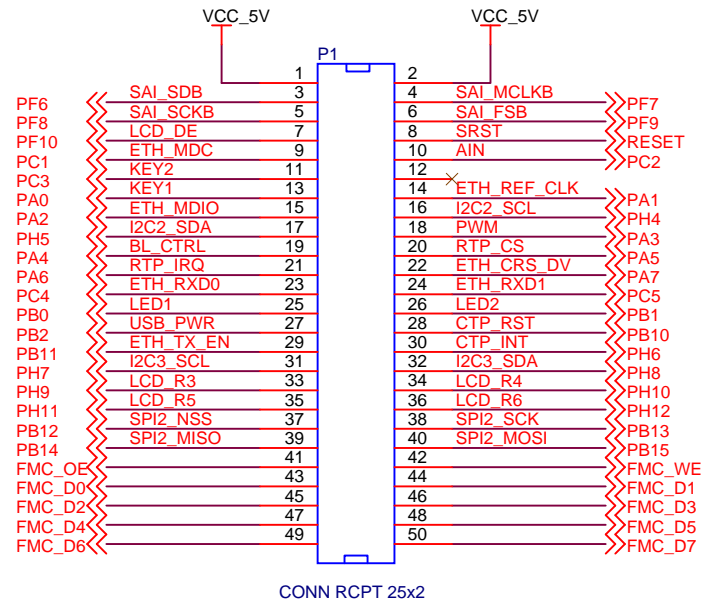 VCC_5V VCC_5V
P1
1 2
PF6 SAI_SDB 3 4 SAI_MCLKB PF7
PF8 SAI_SCKB 5 6 SAI_FSB PF9
PF10 LCD_DE 7 8 SRST RESET
PC1 ETH_MDC 9 10 AIN PC2
PC3 KEY2 11 12
PA0 KEY1 13 14 ETH_REF_CLK PA1
PA2 ETH_MDIO 15 16 I2C2_SCL PH4
PH5 I2C2_SDA 17 18 PWM PA3
PA4 BL_CTRL 19 20 RTP_CS PA5
PA6 RTP_IRQ 21 22 ETH_CRS_DV PA7
PC4 ETH_RXD0 23 24 ETH_RXD1 PC5
PB0 LED1 25 26 LED2 PB1
PB2 USB_PWR 27 28 CTP_RST PB10
PB11 ETH_TX_EN 29 30 CTP_INT PH6
PH7 I2C3_SCL 31 32 I2C3_SDA PH8
PH9 LCD_R3 33 34 LCD_R4 PH10
PH11 LCD_R5 35 36 LCD_R6 PH12
PB12 SPI2_NSS 37 38 SPI2_SCK PB13
PB14 SPI2_MISO 39 40 SPI2_MOSI PB15
FMC_OE 41 42 FMC_WE
FMC_D0 43 44 FMC_D1
FMC_D2 45 46 FMC_D3
FMC_D4 47 48 FMC_D5
FMC_D6 49 50 FMC_D7
CONN RCPT 25x2